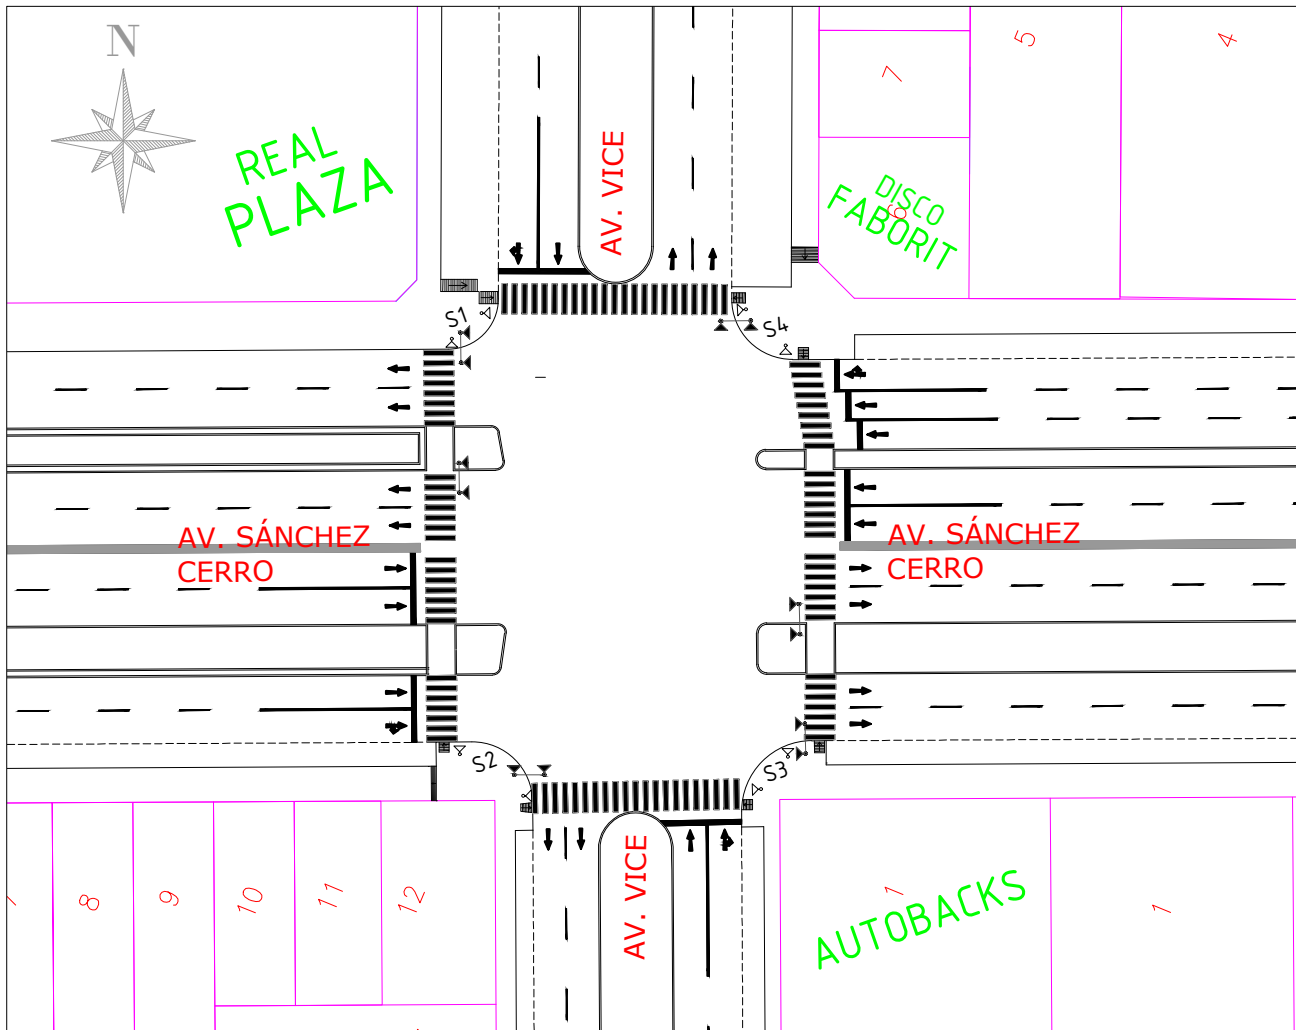 N
REAL
PLAZA
AV. VICE
7
5
4
DISCO
6
FABORIT
S1
S4
AV. SÁNCHEZ
CERRO
AV. SÁNCHEZ
CERRO
S2
S3
8
9
10
11
12
AV. VICE
1
AUTOBACKS
1